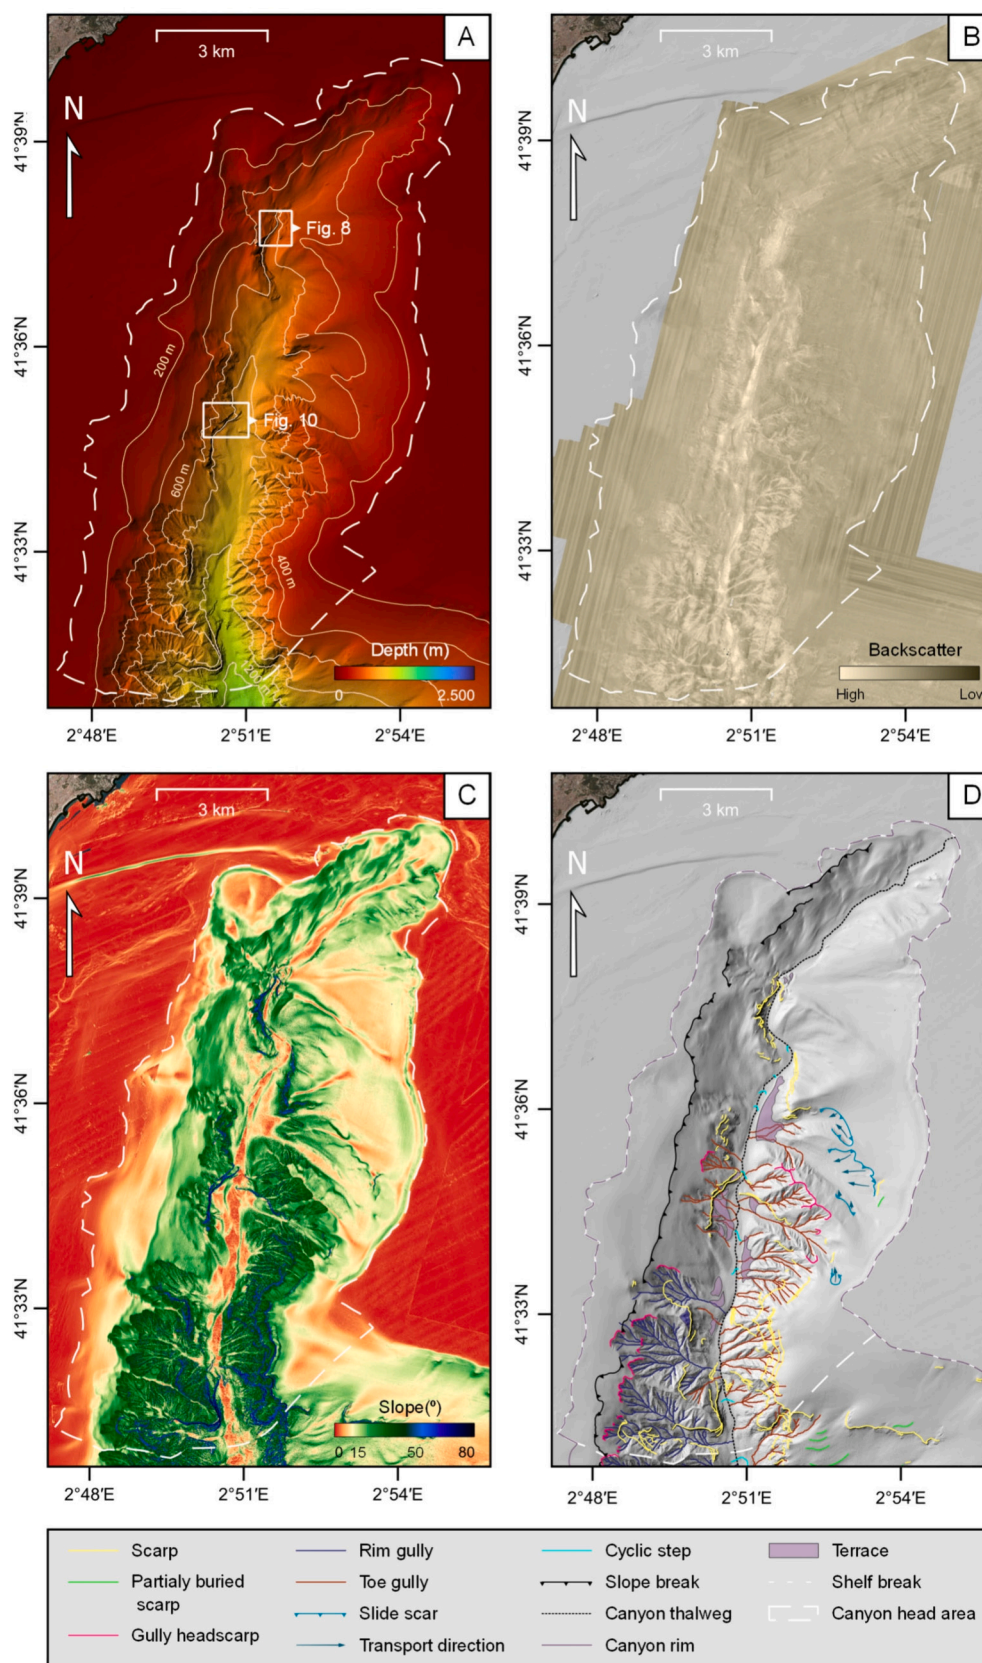 A
3 km
N
41°39'N
41°36'N
41°33'N
Fig. 8
200 m
Fig. 10
600 m
400 m
1200 m
Depth (m)
0 2.500
2°48'E 2°51'E 2°54'E
B
3 km
N
41°39'N
41°36'N
41°33'N
Backscatter
High Low
2°48'E 2°51'E 2°54'E
C
3 km
N
41°39'N
41°36'N
41°33'N
Slope(º)
0 15 50 80
2°48'E 2°51'E 2°54'E
D
3 km
N
41°39'N
41°36'N
41°33'N
2°48'E 2°51'E 2°54'E
Scarp
Partialy buried
scarp
Gully headscarp
Rim gully
Toe gully
Slide scar
Transport direction
Cyclic step
Slope break
Canyon thalweg
Canyon rim
Terrace
Shelf break
Canyon head area